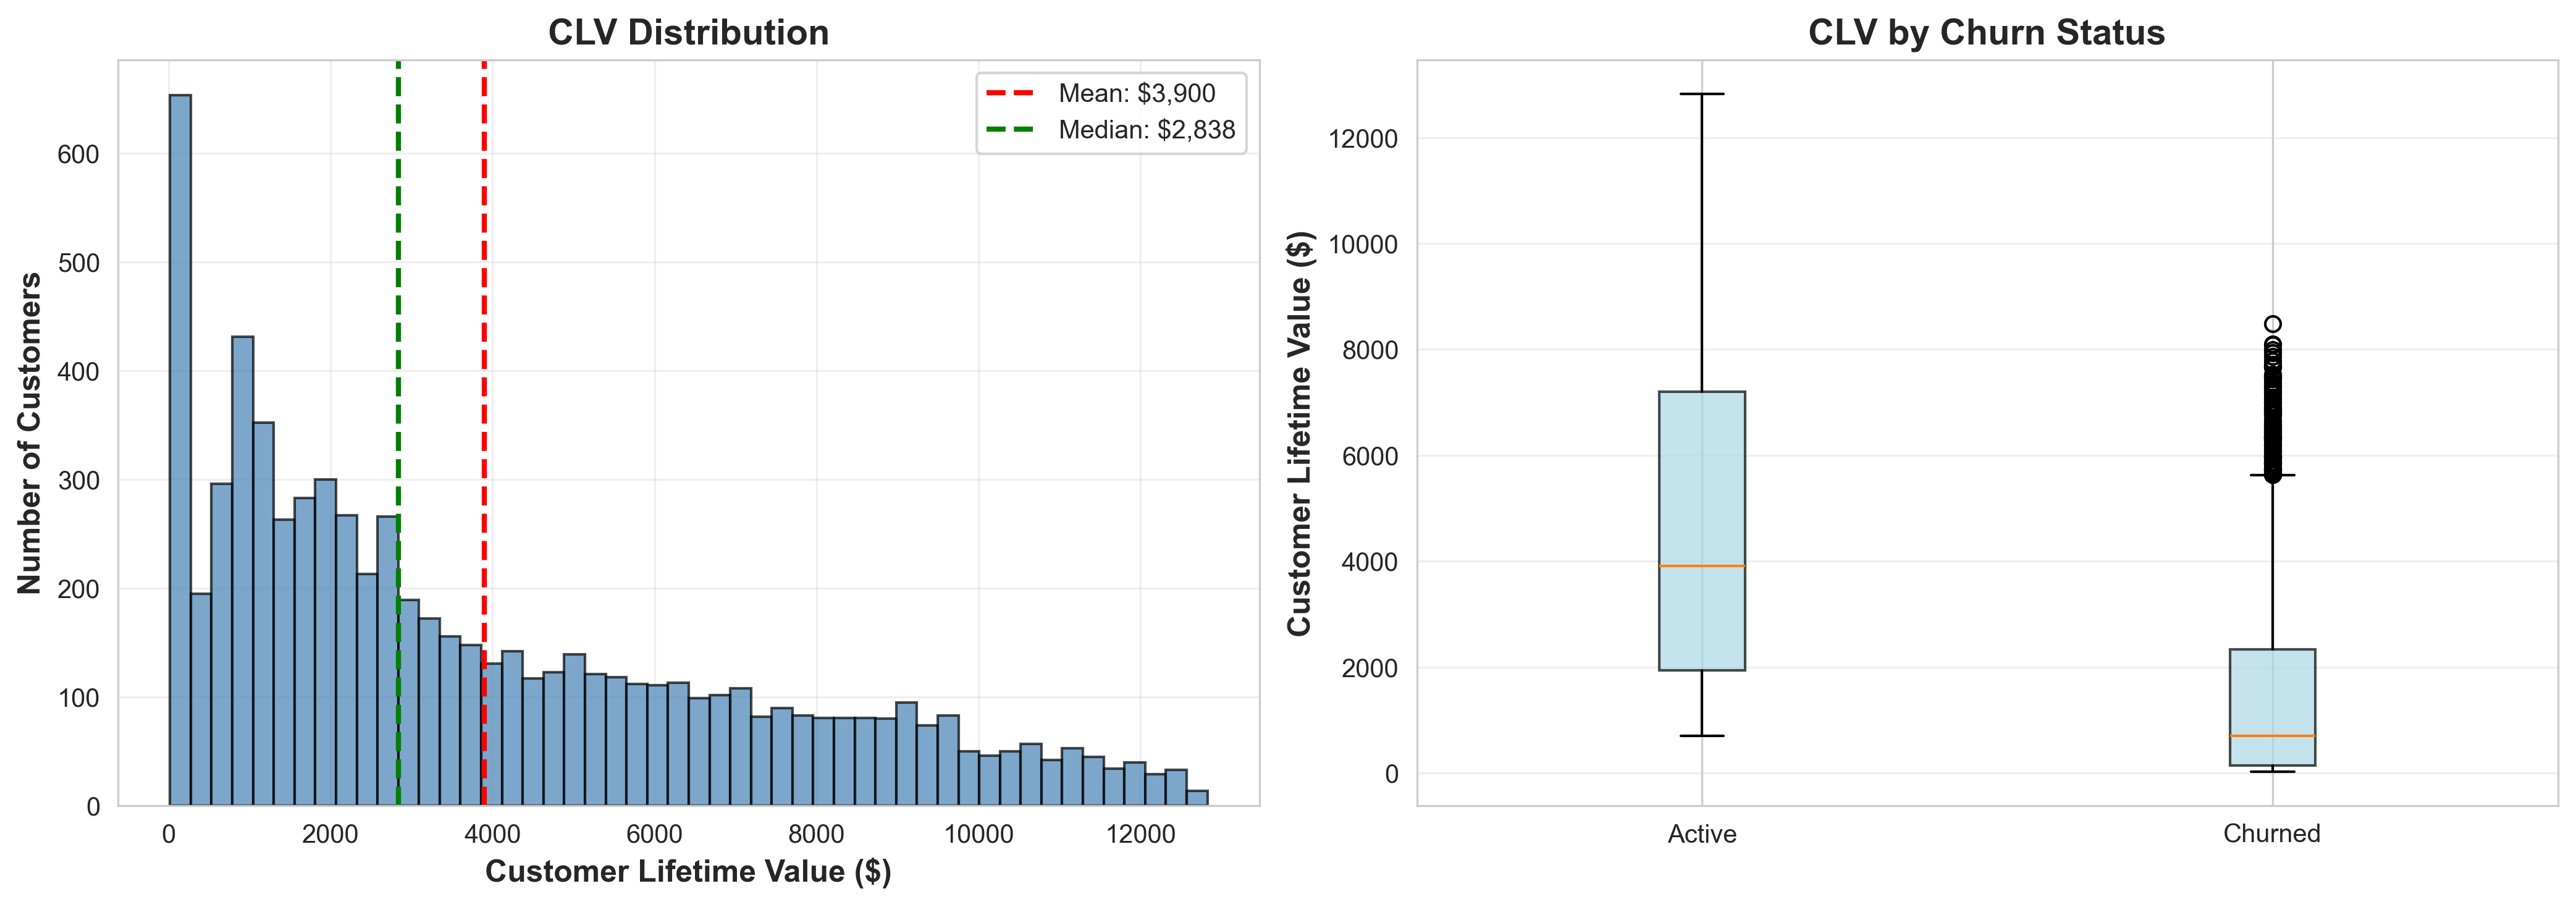 CLV Distribution
Number of Customers
600
500
400
300
200
100
0
0 2000 4000 6000 8000 10000 12000
Customer Lifetime Value ($)
Mean: $3,900
Median: $2,838
CLV by Churn Status
Customer Lifetime Value ($)
12000
10000
8000
6000
4000
2000
0
Active Churned